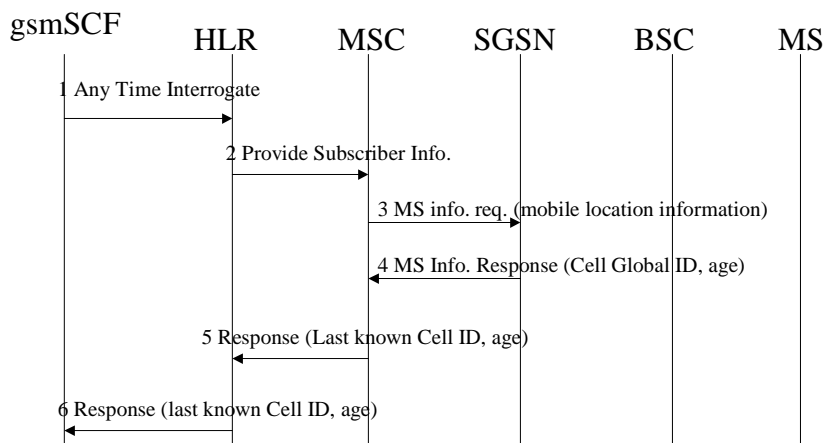 gsmSCF
HLR
MSC
SGSN
BSC
MS
1 Any Time Interrogate
2 Provide Subscriber Info.
3 MS info. req. (mobile location information)
4 MS Info. Response (Cell Global ID, age)
5 Response (Last known Cell ID, age)
6 Response (last known Cell ID, age)